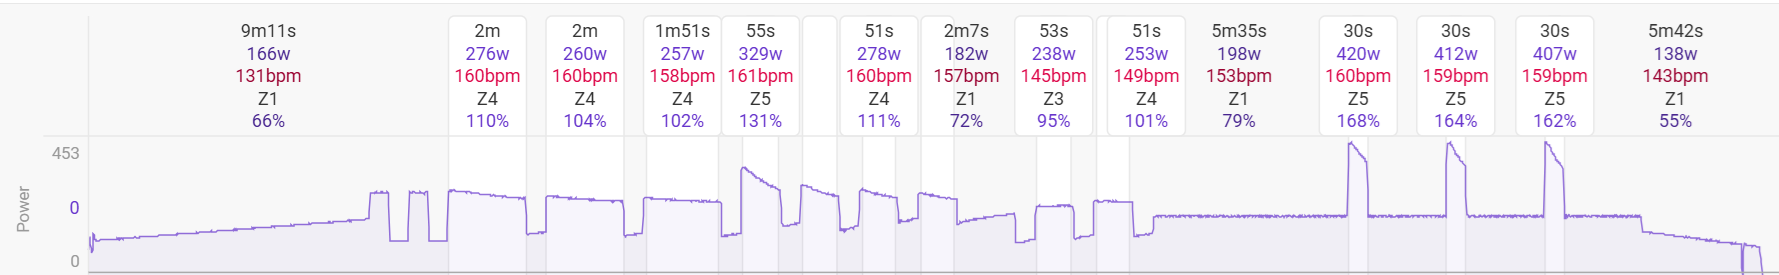 9m11s 2m 2m 1m51s 55s 51s 2m7s 53s 51s 5m35s 30s 30s 30s 5m42s
166w 276w 260w 257w 329w 278w 182w 238w 253w 198w 420w 412w 407w 138w
131bpm 160bpm 160bpm 158bpm 161bpm 160bpm 157bpm 145bpm 149bpm 153bpm 160bpm 159bpm 159bpm 143bpm
Z1 Z4 Z4 Z4 Z5 Z4 Z1 Z3 Z4 Z1 Z5 Z5 Z5 Z1
66% 110% 104% 102% 131% 111% 72% 95% 101% 79% 168% 164% 162% 55%
453
0
Power
0